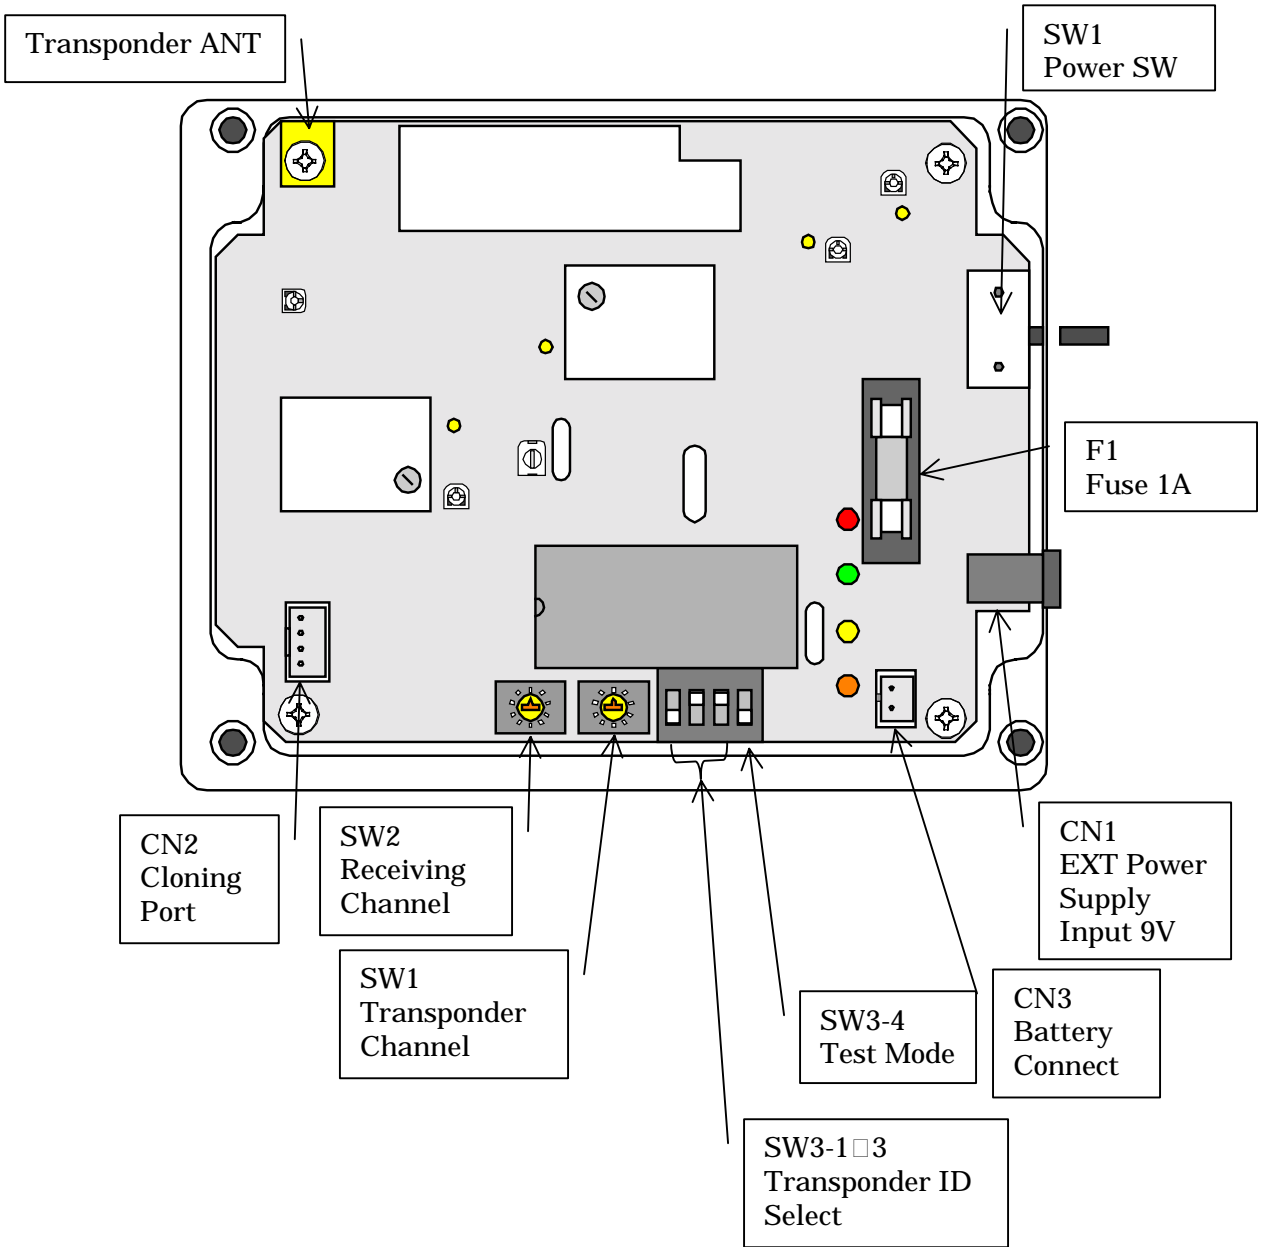 Transponder ANT
SW1
Power SW
F1
Fuse 1A
CN2
Cloning
Port
SW2
Receiving
Channel
SW1
Transponder
Channel
SW3-4
Test Mode
CN3
Battery
Connect
CN1
EXT Power
Supply
Input 9V
SW3-1□3
Transponder ID
Select